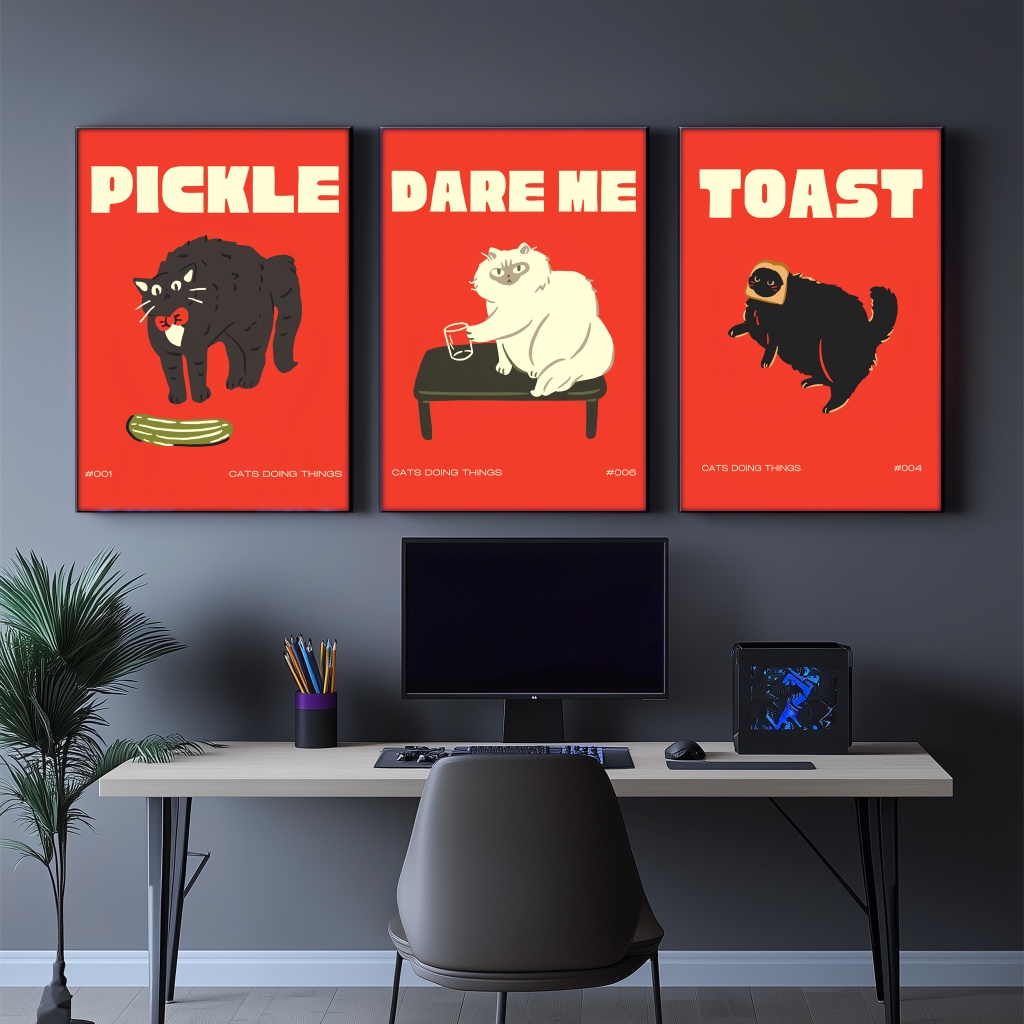 PICKLE
#001 CATS DOING THINGS
DARE ME
CATS DOING THINGS #006
TOAST
CATS DOING THINGS #004